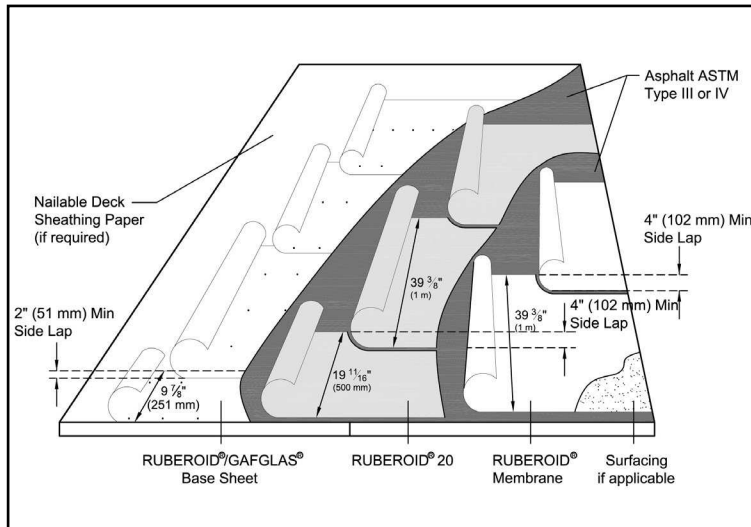 Asphalt ASTM
Type III or IV
Nailable Deck
Sheathing Paper
(if required)
4" (102 mm) Min
Side Lap
39 3/8"
(1 m)
39 3/8"
(1 m)
4" (102 mm) Min
Side Lap
2" (51 mm) Min
Side Lap
9 7/8"
(251 mm)
19 11/16"
(500 mm)
RUBEROID®/GAFGLAS®
Base Sheet
RUBEROID® 20
RUBEROID®
Membrane
Surfacing
if applicable